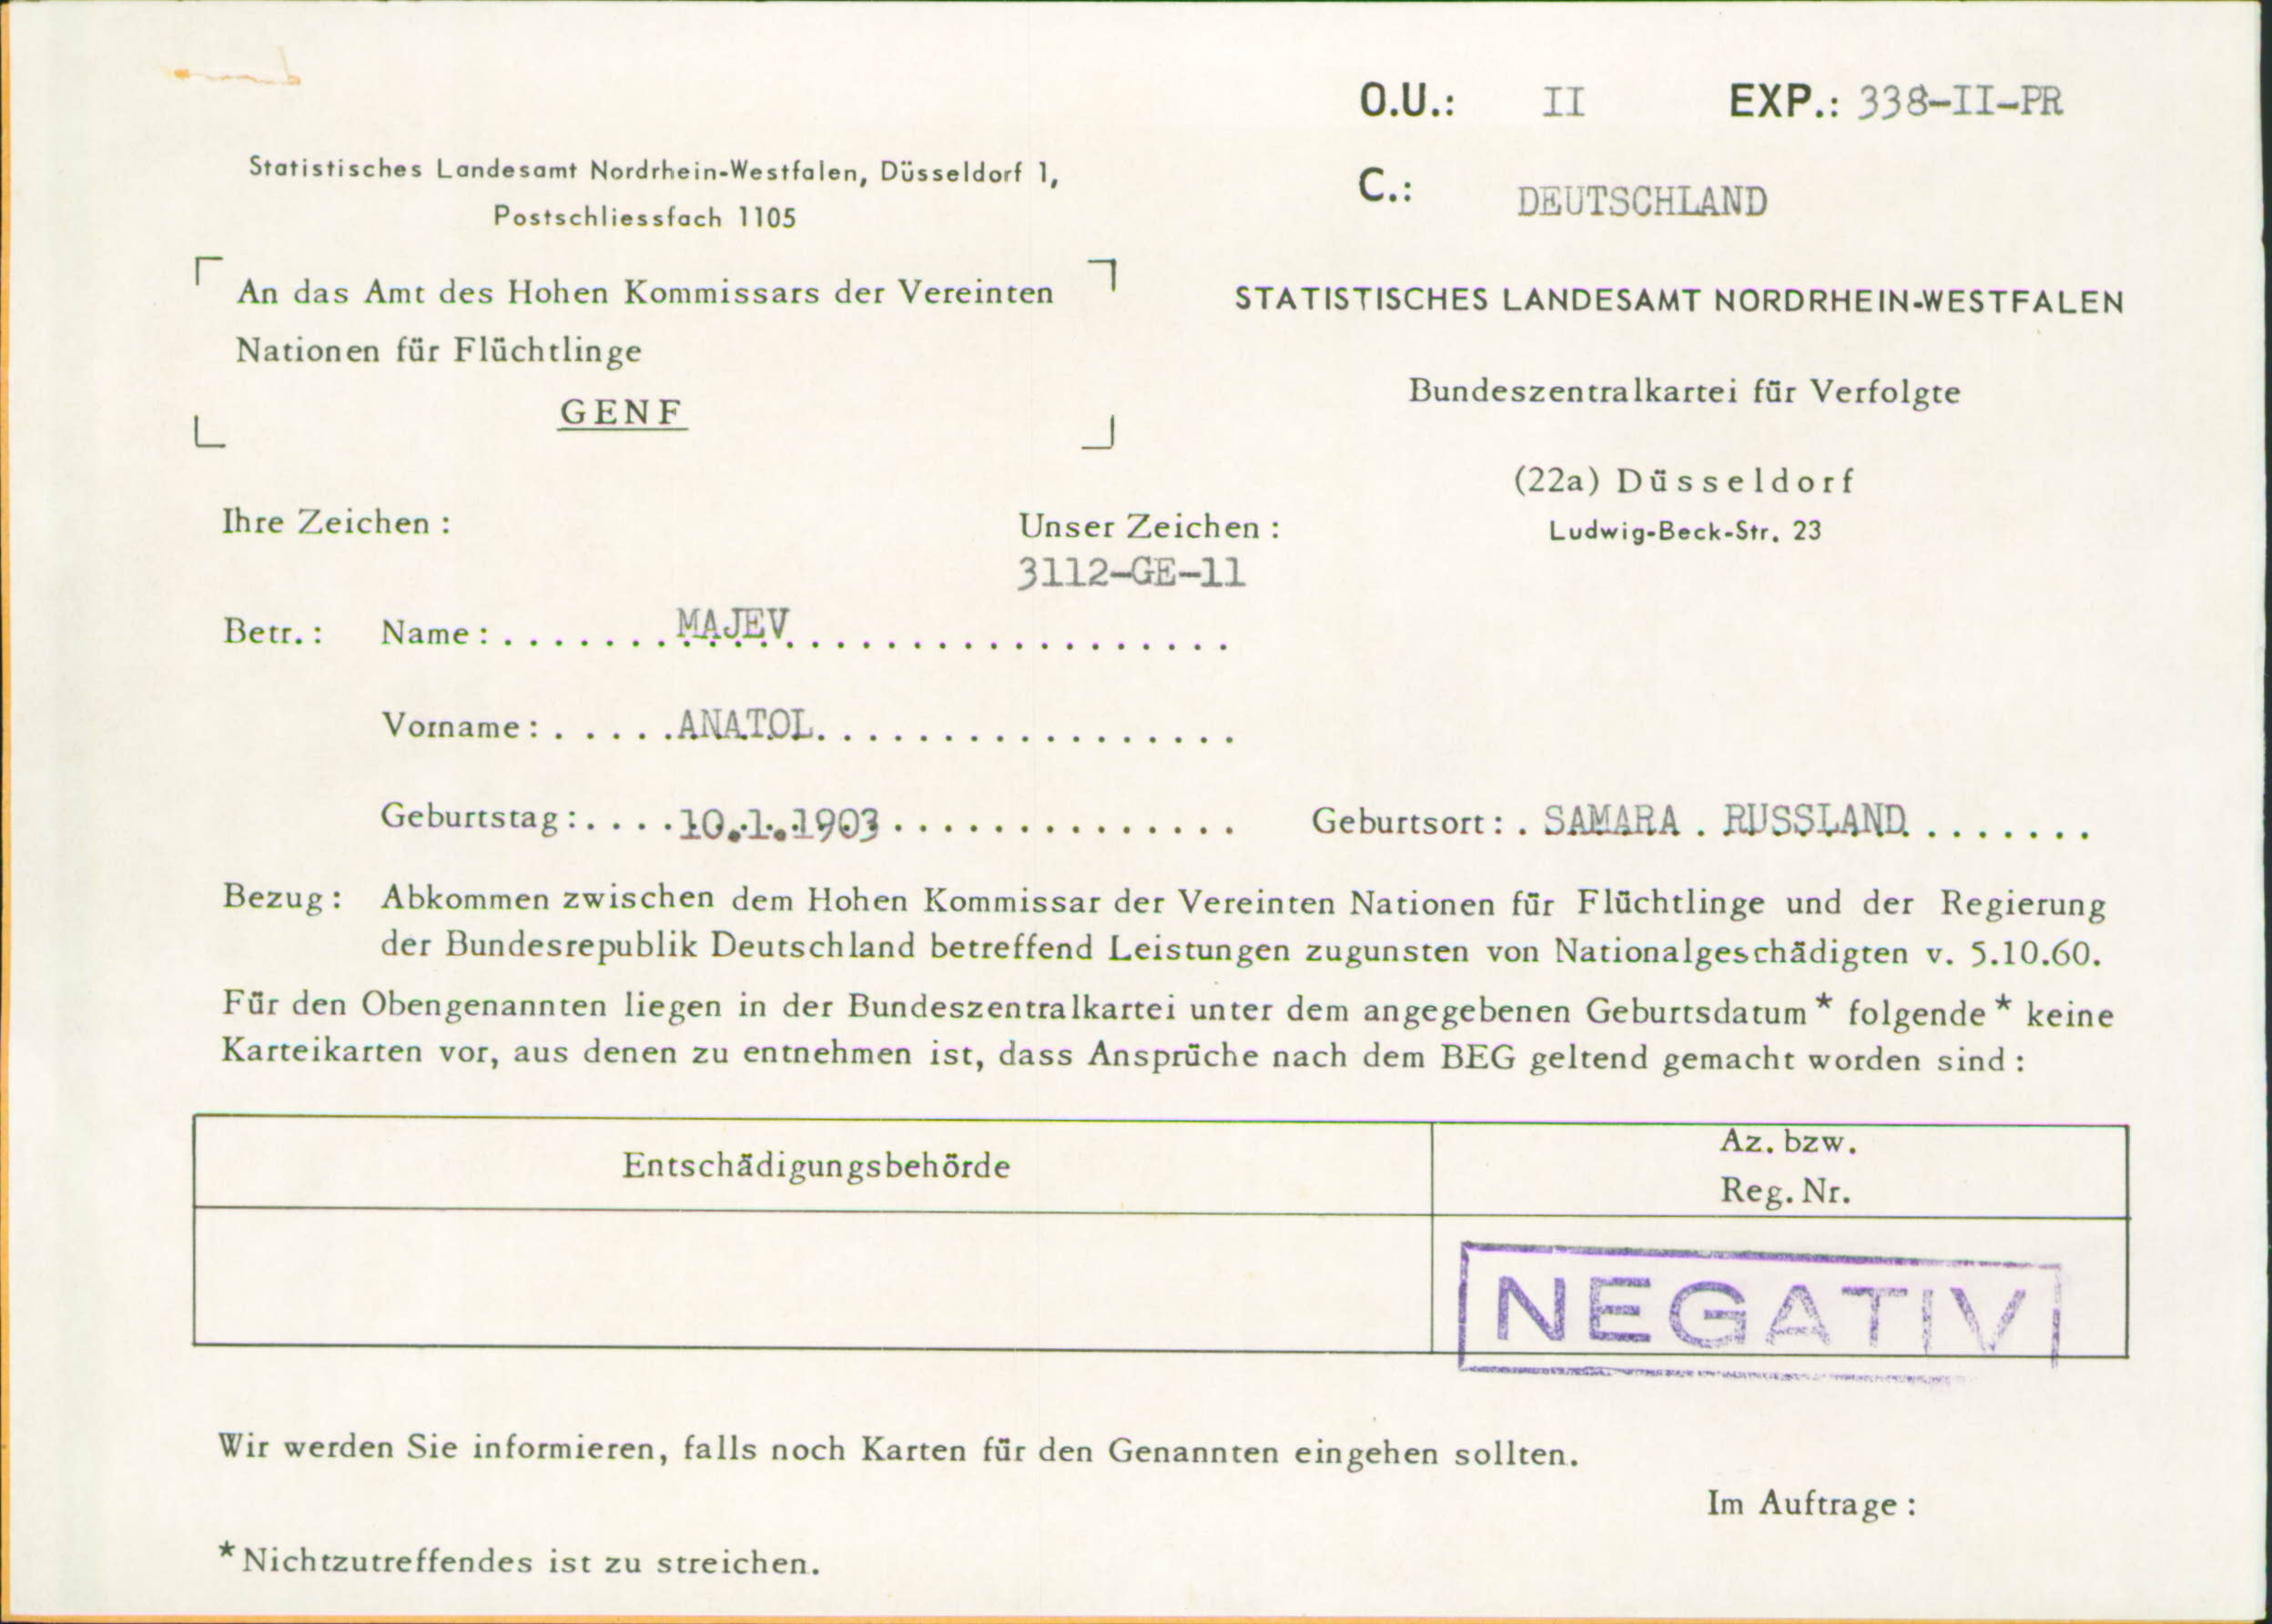 O.U.: II EXP.: 338-II-PR
Statistisches Landesamt Nordrhein-Westfalen, Düsseldorf 1,
Postschliessfach 1105
C.: DEUTSCHLAND
An das Amt des Hohen Kommissars der Vereinten
Nationen für Flüchtlinge
GENF
STATISTISCHES LANDESAMT NORDRHEIN-WESTFALEN
Bundeszentralkartei für Verfolgte
(22a) Düsseldorf
Ludwig-Beck-Str. 23
Ihre Zeichen : Unser Zeichen :
3112-GE-11
Betr. : Name : . . . . . . . MAJEV . . . . . . . . . . . . . . . . . .
Vorname : . . . . . ANATOL . . . . . . . . . . . . . . . . .
Geburtstag : . . . . 10.1.1903 . . . . . . . . . . . . . . Geburtsort : . SAMARA . RUSSLAND . . . . . . . .
Bezug : Abkommen zwischen dem Hohen Kommissar der Vereinten Nationen für Flüchtlinge und der Regierung
der Bundesrepublik Deutschland betreffend Leistungen zugunsten von Nationalgeschädigten v. 5.10.60.
Für den Obengenannten liegen in der Bundeszentralkartei unter dem angegebenen Geburtsdatum * folgende * keine
Karteikarten vor, aus denen zu entnehmen ist, dass Ansprüche nach dem BEG geltend gemacht worden sind :
Entschädigungsbehörde
Az. bzw.
Reg. Nr.
NEGATIV
Wir werden Sie informieren, falls noch Karten für den Genannten eingehen sollten.
Im Auftrage :
* Nichtzutreffendes ist zu streichen.